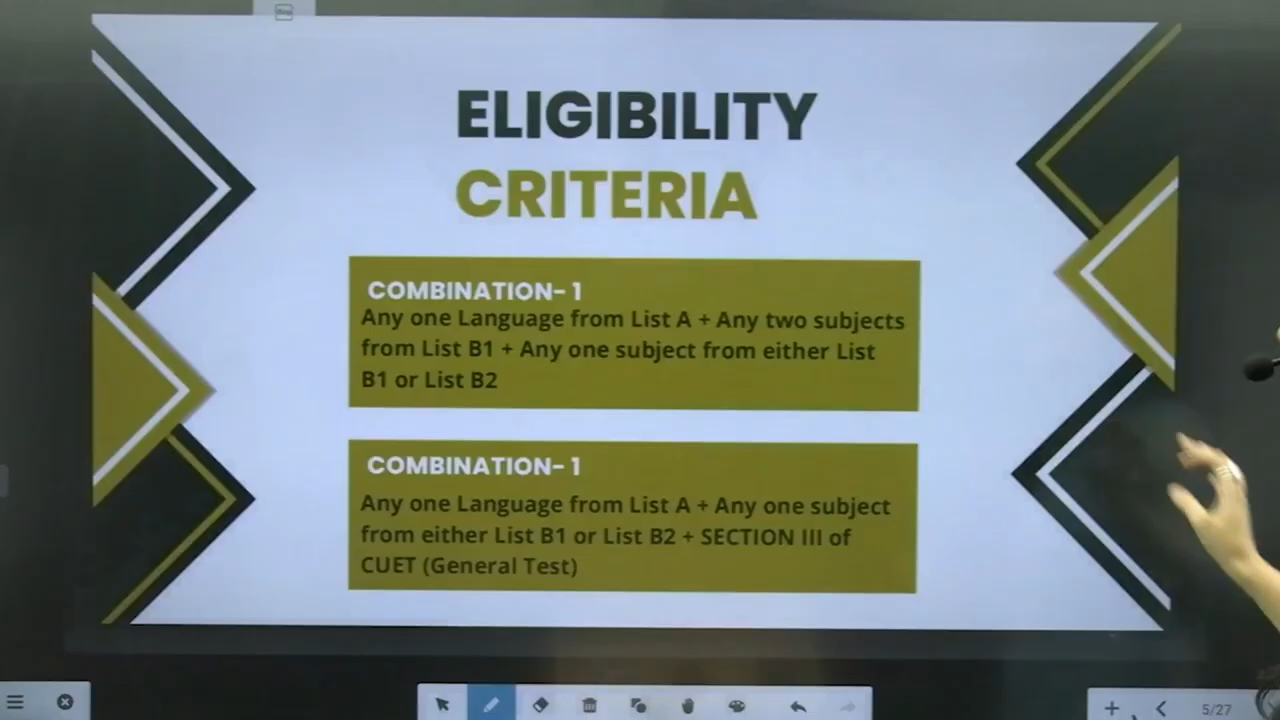 ELIGIBILITY
CRITERIA
COMBINATION- 1
Any one Language from List A + Any two subjects
from List B1 + Any one subject from either List
B1 or List B2
COMBINATION- 1
Any one Language from List A + Any one subject
from either List B1 or List B2 + SECTION III of
CUET (General Test)
5/27